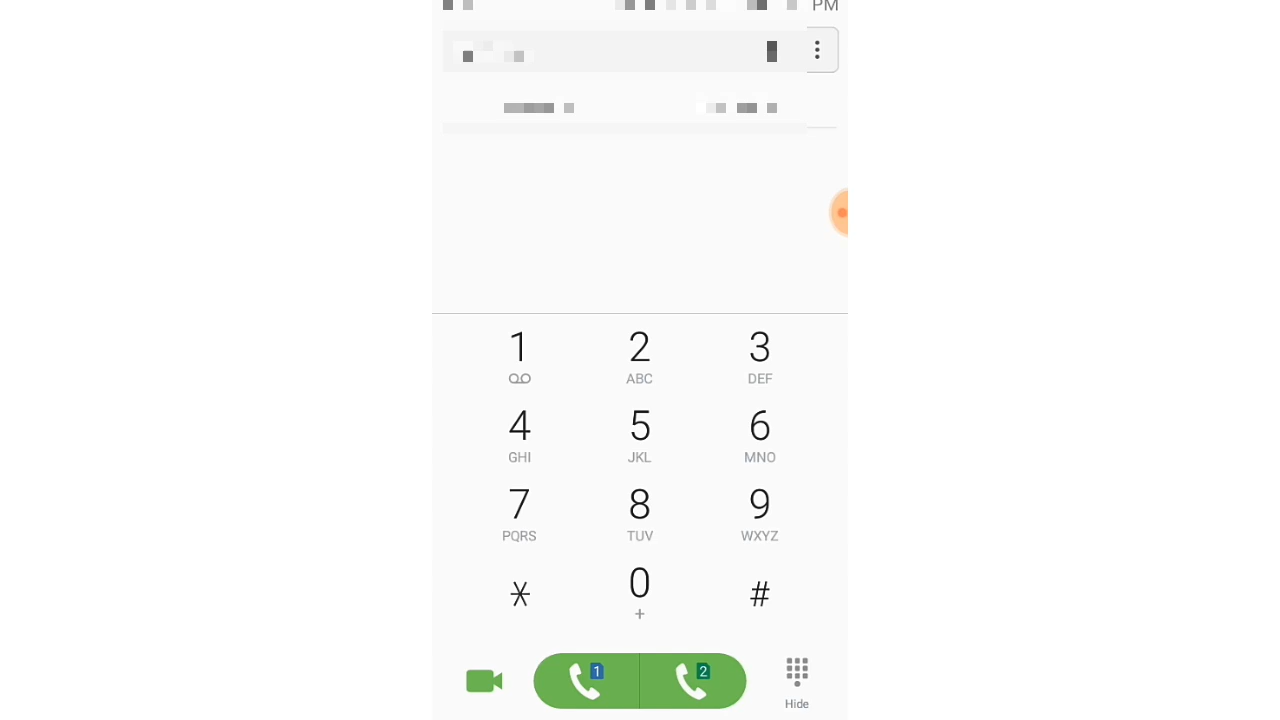 PM
1 2 3
ABC DEF
4 5 6
GHI JKL MNO
7 8 9
PQRS TUV WXYZ
* 0 #
+
1 2
Hide